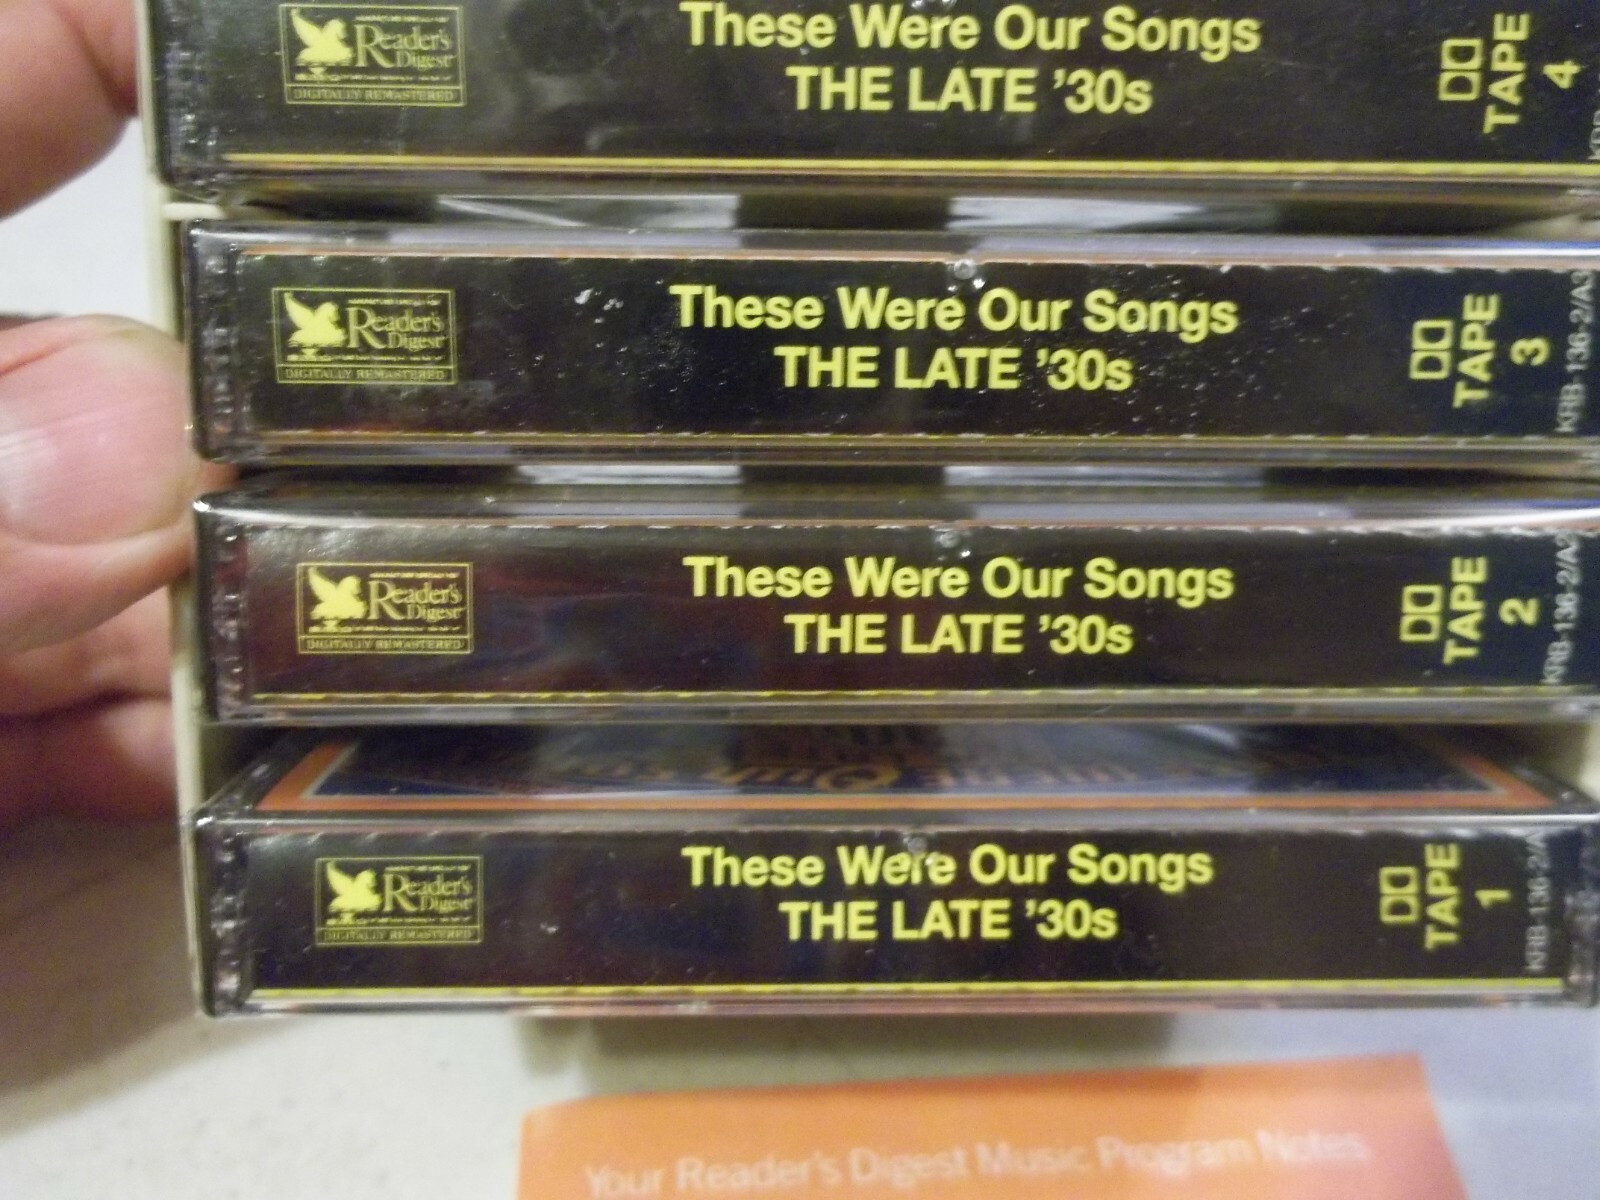 Reader's
Digest
DIGITALLY REMASTERED
These Were Our Songs
THE LATE '30s
TAPE
4
Reader's
Digest
DIGITALLY REMASTERED
These Were Our Songs
THE LATE '30s
TAPE
3
KRB-136-2/A3
Reader's
Digest
DIGITALLY REMASTERED
These Were Our Songs
THE LATE '30s
TAPE
2
KRB-136-2/A2
Reader's
Digest
DIGITALLY REMASTERED
These Were Our Songs
THE LATE '30s
TAPE
1
KRB-136-2/A
Your Reader's Digest Music Program Notes